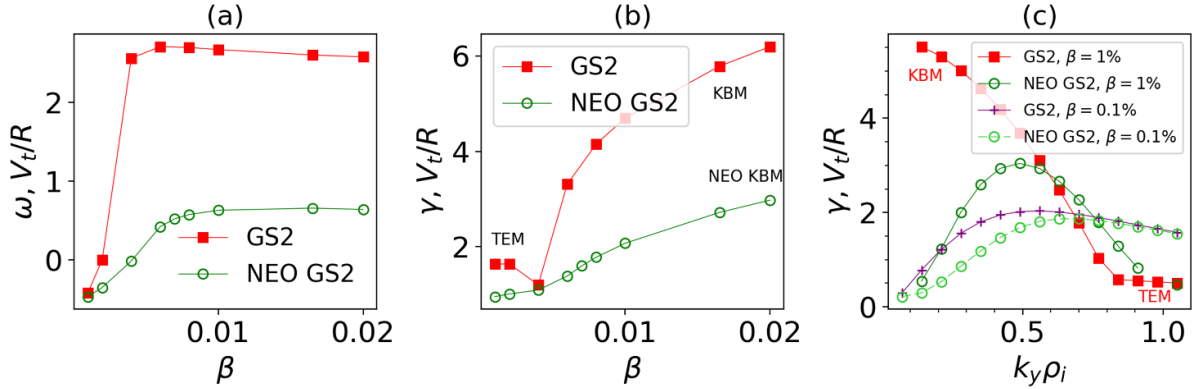 (a)
ω, V_t/R
2
0
0.01
0.02
β
GS2
NEO GS2
(b)
γ, V_t/R
6
4
2
0.01
0.02
β
GS2
NEO GS2
KBM
NEO KBM
TEM
(c)
γ, V_t/R
4
2
0
0.5
1.0
k_yρ_i
GS2, β = 1%
NEO GS2, β = 1%
GS2, β = 0.1%
NEO GS2, β = 0.1%
KBM
TEM